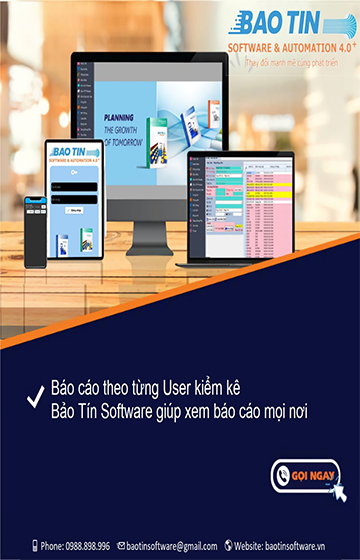 BAO TIN
SOFTWARE & AUTOMATION 4.0+
Thay đổi mạnh mẽ cùng phát triển
PLANNING
THE GROWTH
OF TOMORROW
BAO TIN
SOFTWARE & AUTOMATION 4.0+
Báo cáo theo từng User kiểm kê
Bảo Tín Software giúp xem báo cáo mọi nơi
GỌI NGAY
Phone: 0988.898.996 baotinsoftware@gmail.com Website: baotinsoftware.vn